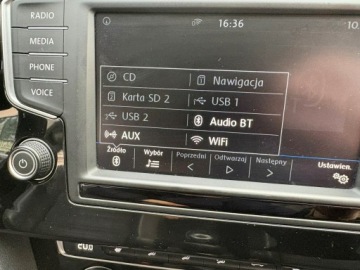 RADIO
16:36
10
MEDIA
CD
Nawigacja
PHONE
Karta SD 2
USB 1
VOICE
USB 2
Audio BT
AUX
WiFi
Źródło
Wybór
Poprzedni
Odtwarzaj
Następny
Ustawien.